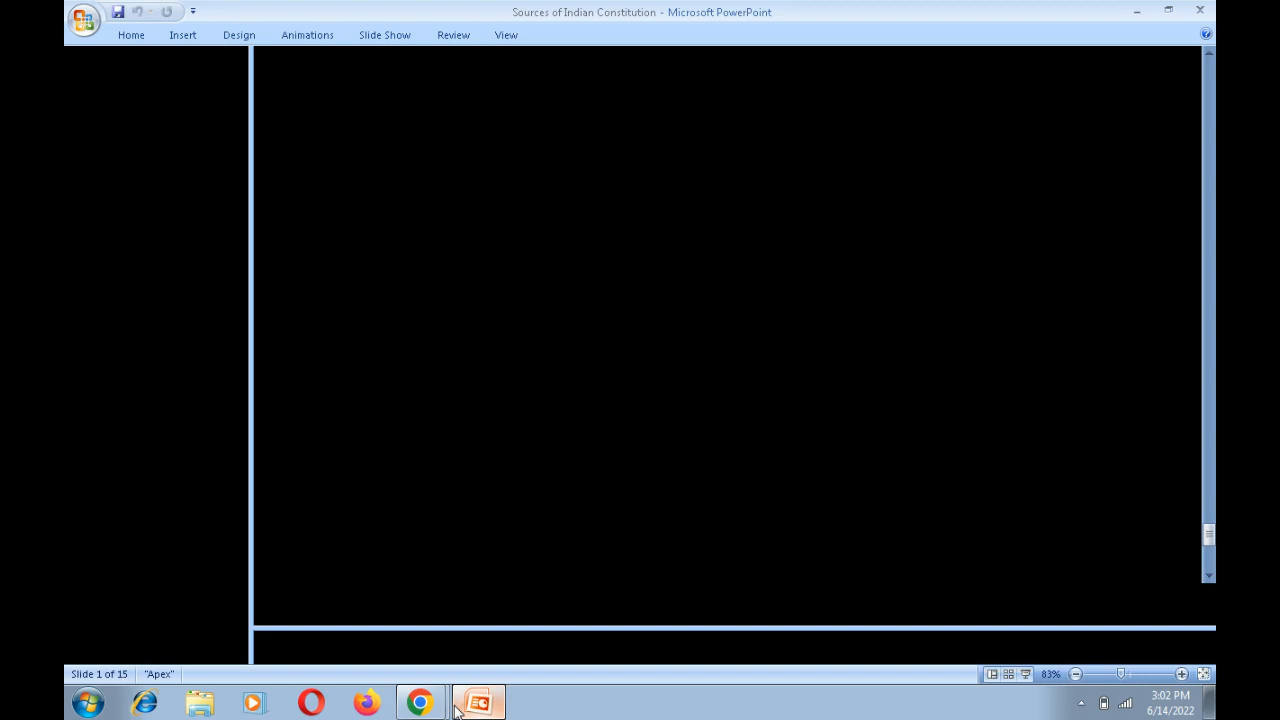 Sources of Indian Constitution - Microsoft PowerPoint
Home Insert Design Animations Slide Show Review View
Slide 1 of 15 "Apex" 83%
3:02 PM
6/14/2022